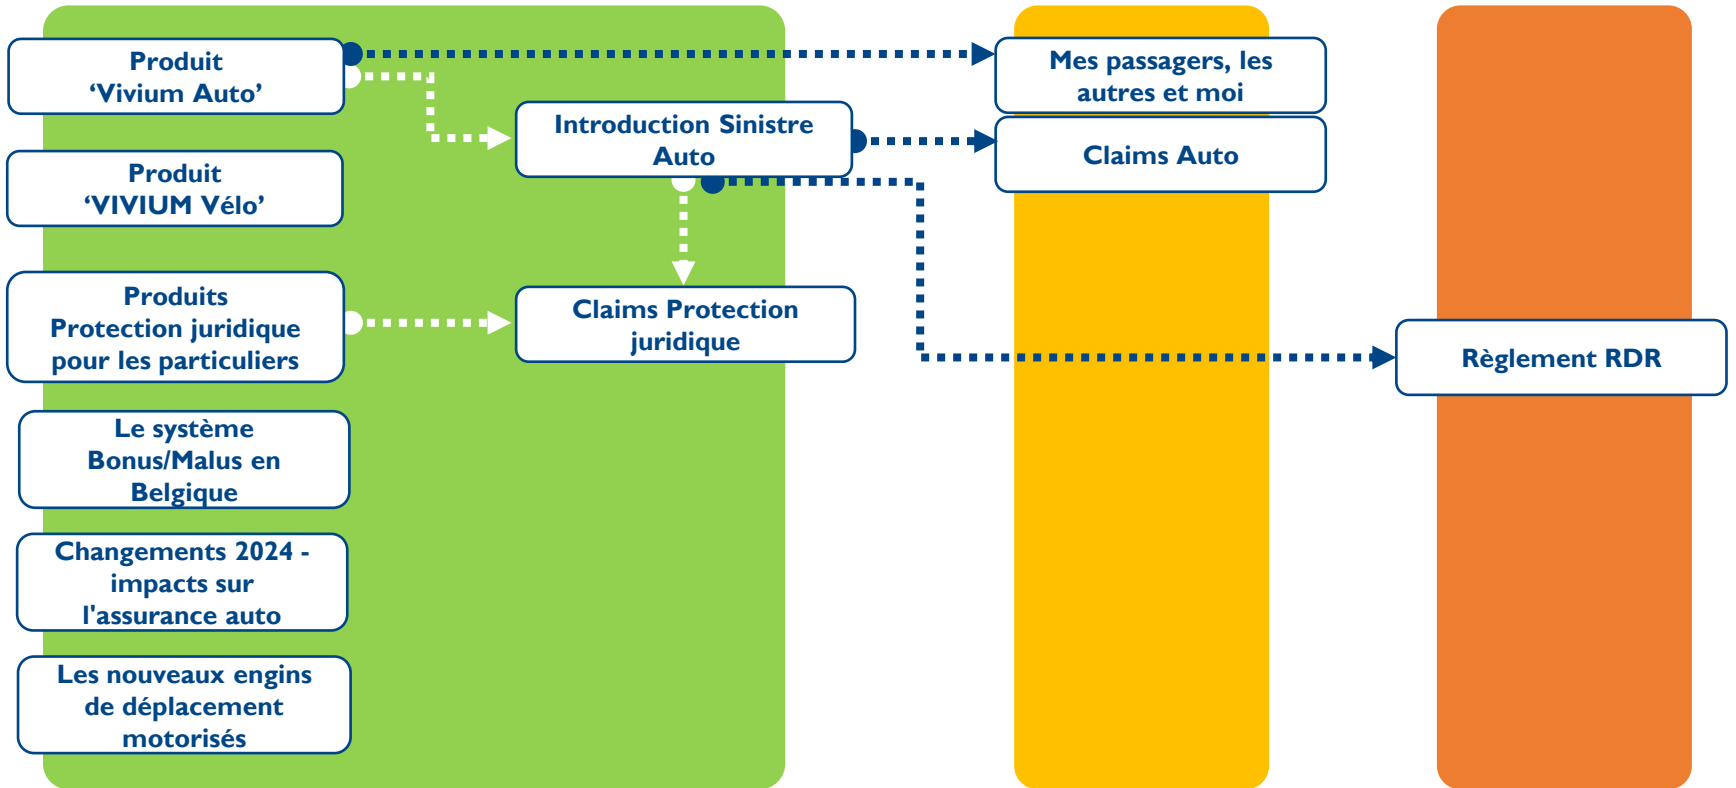 Produit
‘Vivium Auto’
Produit
‘VIVIUM Vélo’
Produits
Protection juridique
pour les particuliers
Le système
Bonus/Malus en
Belgique
Changements 2024 -
impacts sur
l'assurance auto
Les nouveaux engins
de déplacement
motorisés
Introduction Sinistre
Auto
Claims Protection
juridique
Mes passagers, les
autres et moi
Claims Auto
Règlement RDR